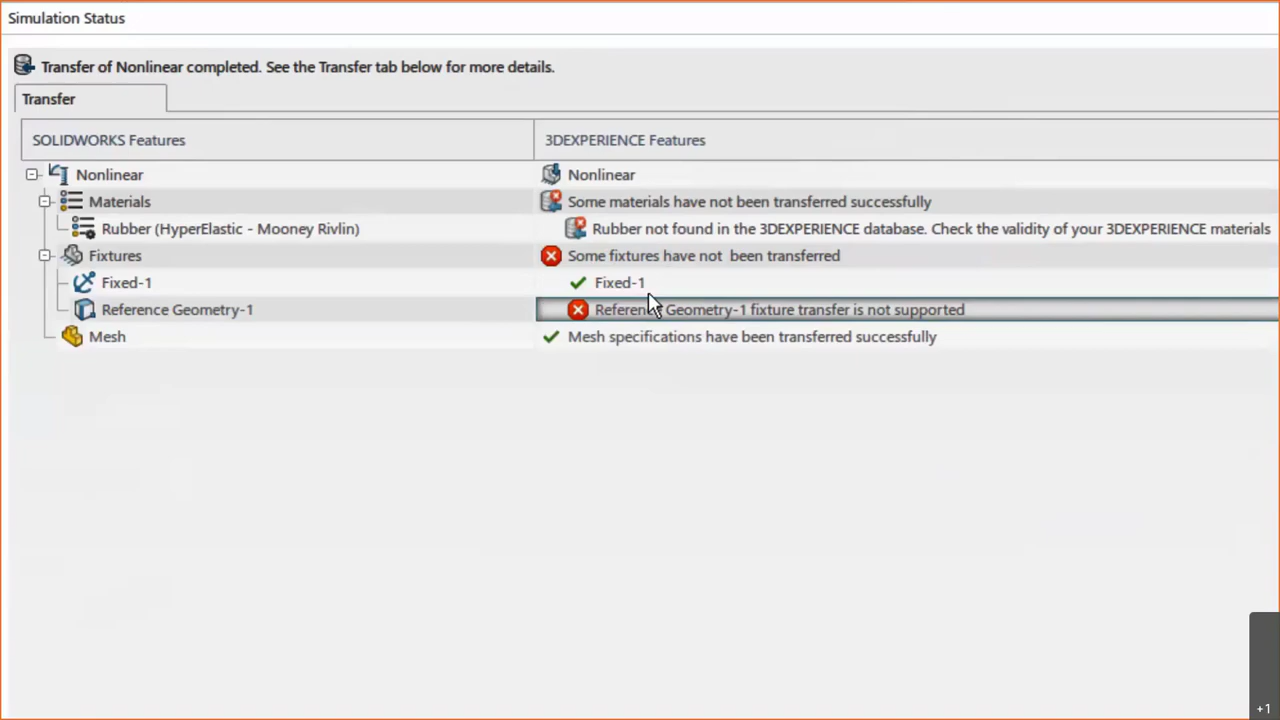 Simulation Status
Transfer of Nonlinear completed. See the Transfer tab below for more details.
Transfer
SOLIDWORKS Features 3DEXPERIENCE Features
Nonlinear Nonlinear
Materials Some materials have not been transferred successfully
Rubber (HyperElastic - Mooney Rivlin) Rubber not found in the 3DEXPERIENCE database. Check the validity of your 3DEXPERIENCE materials
Fixtures Some fixtures have not been transferred
Fixed-1 Fixed-1
Reference Geometry-1 Reference Geometry-1 fixture transfer is not supported
Mesh Mesh specifications have been transferred successfully
+1